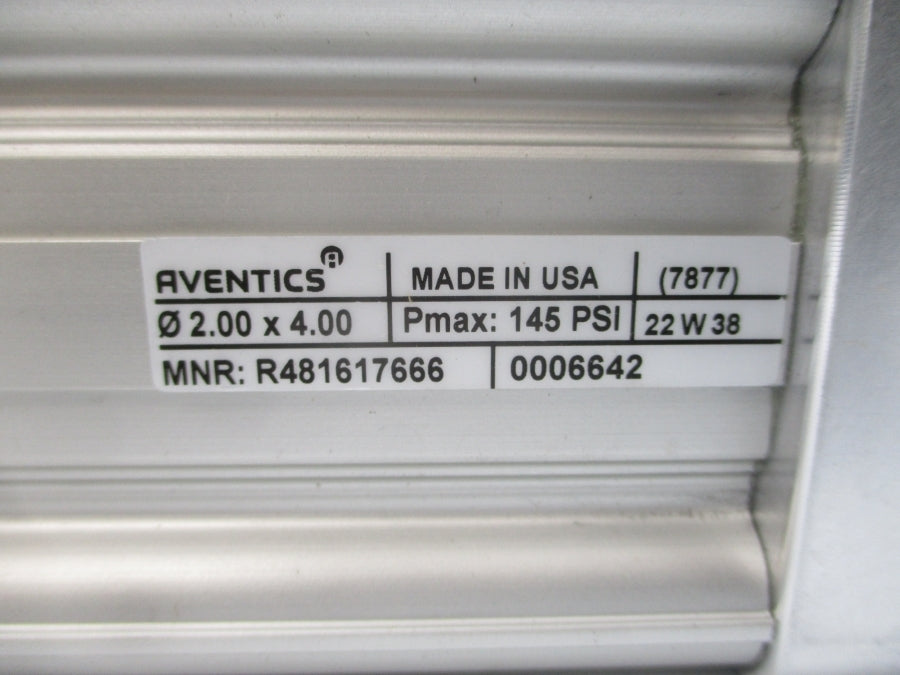 AVENTICS MADE IN USA (7877)
Ø 2.00 x 4.00 Pmax: 145 PSI 22 W 38
MNR: R481617666 0006642